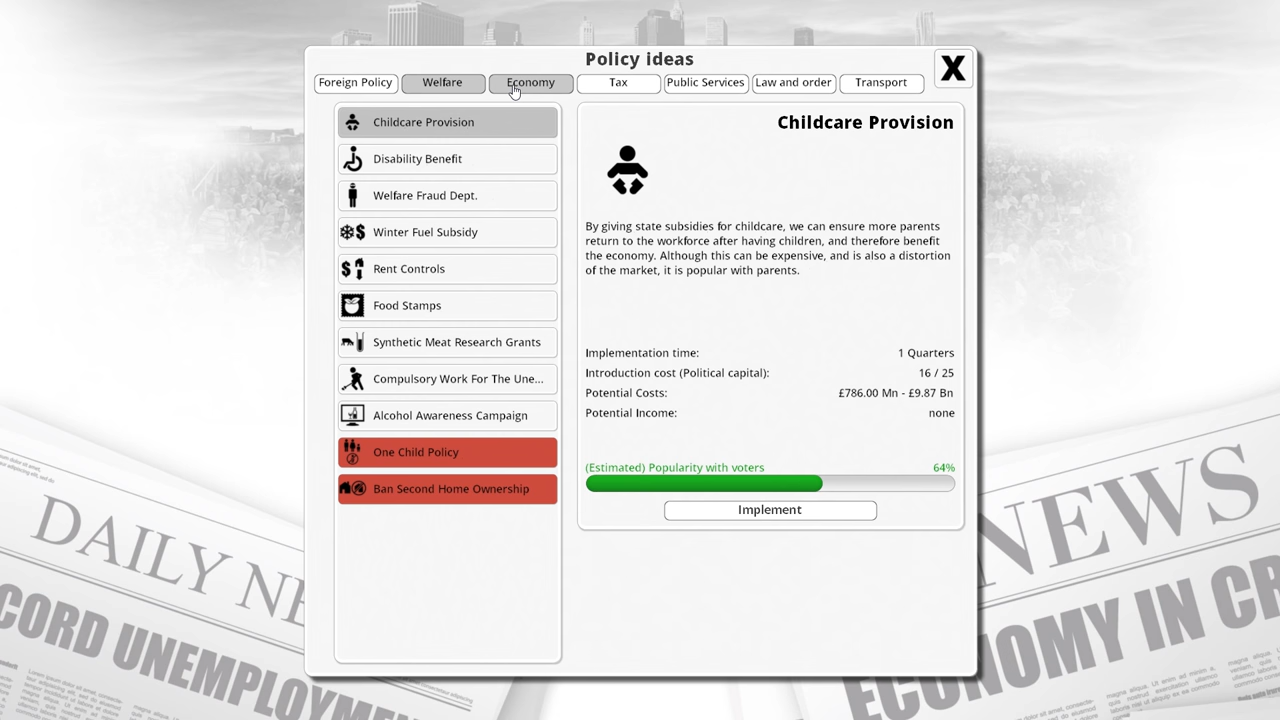 Policy ideas
X
Foreign Policy
Welfare
Economy
Tax
Public Services
Law and order
Transport
Childcare Provision
Disability Benefit
Welfare Fraud Dept.
Winter Fuel Subsidy
Rent Controls
Food Stamps
Synthetic Meat Research Grants
Compulsory Work For The Une...
Alcohol Awareness Campaign
One Child Policy
Ban Second Home Ownership
Childcare Provision
By giving state subsidies for childcare, we can ensure more parents
return to the workforce after having children, and therefore benefit
the economy. Although this can be expensive, and is also a distortion
of the market, it is popular with parents.
Implementation time: 1 Quarters
Introduction cost (Political capital): 16 / 25
Potential Costs: £786.00 Mn - £9.87 Bn
Potential Income: none
(Estimated) Popularity with voters 64%
Implement
DAILY NE
CORD UNEMPLOYM
NEWS
ECONOMY IN CR